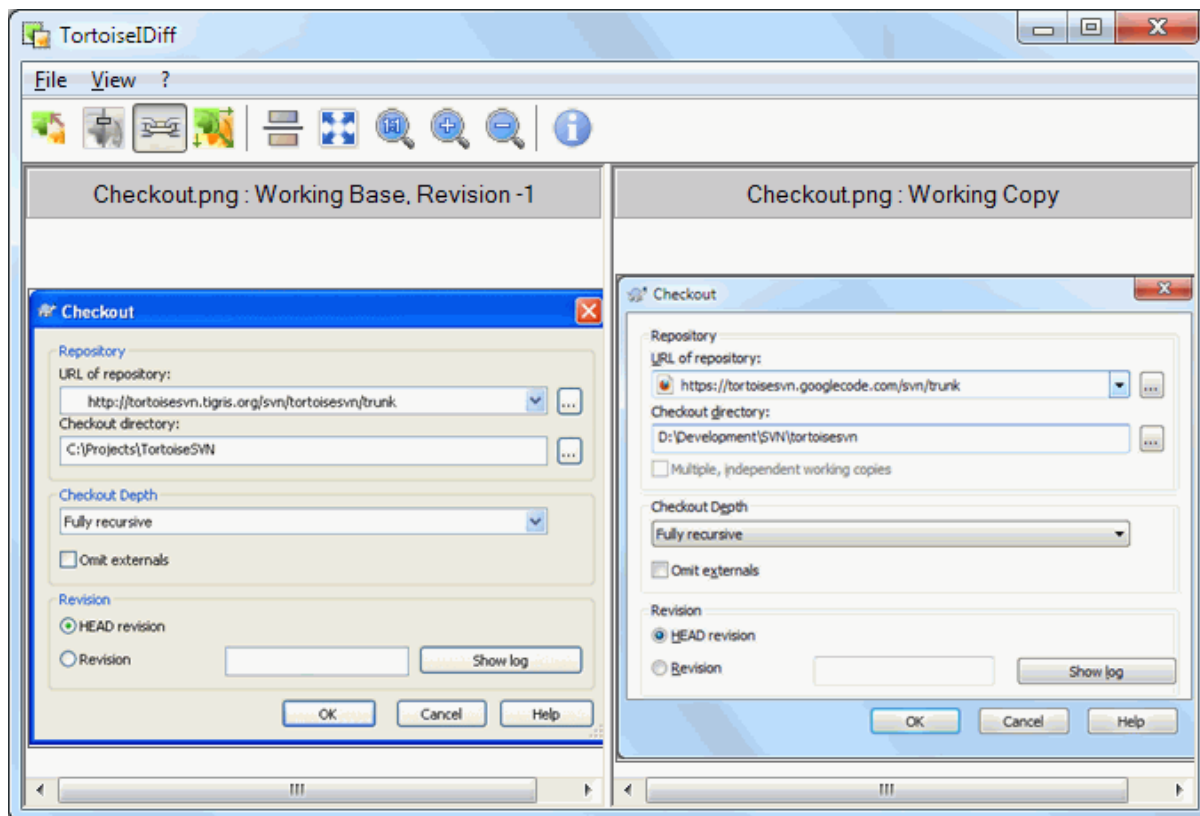 TortoiseIDiff
File View ?
1:1
Checkout.png : Working Base, Revision -1
Checkout
Repository
URL of repository:
http://tortoisesvn.tigris.org/svn/tortoisesvn/trunk
...
Checkout directory:
C:\Projects\TortoiseSVN
...
Checkout Depth
Fully recursive
Omit externals
Revision
HEAD revision
Revision
Show log
OK Cancel Help
Checkout.png : Working Copy
Checkout
Repository
URL of repository:
https://tortoisesvn.googlecode.com/svn/trunk
...
Checkout directory:
D:\Development\SVN\tortoisesvn
...
Multiple, independent working copies
Checkout Depth
Fully recursive
Omit externals
Revision
HEAD revision
Revision
Show log
OK Cancel Help